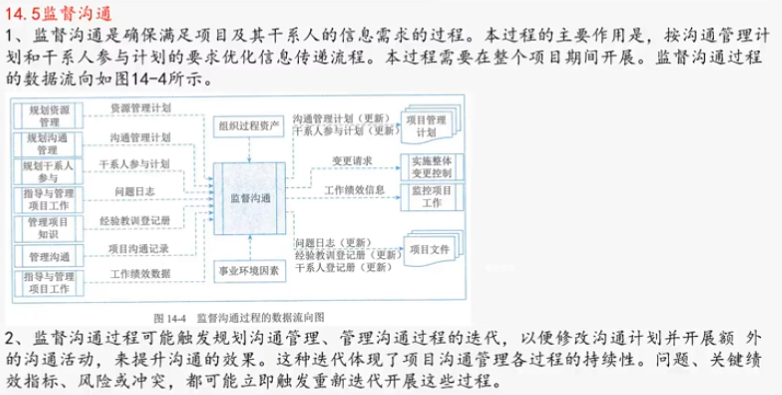 14.5监督沟通
1、监督沟通是确保满足项目及其干系人的信息需求的过程。本过程的主要作用是，按沟通管理计
划和干系人参与计划的要求优化信息传递流程。本过程需要在整个项目期间开展。监督沟通过程
的数据流向如图14-4所示。
规划资源
管理
资源管理计划
规划沟通
管理
沟通管理计划
规划干系人
参与
干系人参与计划
指导与管理
项目工作
问题日志
管理项目
知识
经验教训登记册
管理沟通
项目沟通记录
指导与管理
项目工作
工作绩效数据
组织过程资产
监督沟通
事业环境因素
沟通管理计划（更新）
干系人参与计划（更新）
项目管理
计划
变更请求
实施整体
变更控制
工作绩效信息
监控项目
工作
问题日志（更新）
经验教训登记册（更新）
干系人登记册（更新）
项目文件
图 14-4 监督沟通过程的数据流向图
2、监督沟通过程可能触发规划沟通管理、管理沟通过程的迭代，以便修改沟通计划并开展额 外
的沟通活动，来提升沟通的效果。这种迭代体现了项目沟通管理各过程的持续性。问题、关键绩
效指标、风险或冲突，都可能立即触发重新迭代开展这些过程。